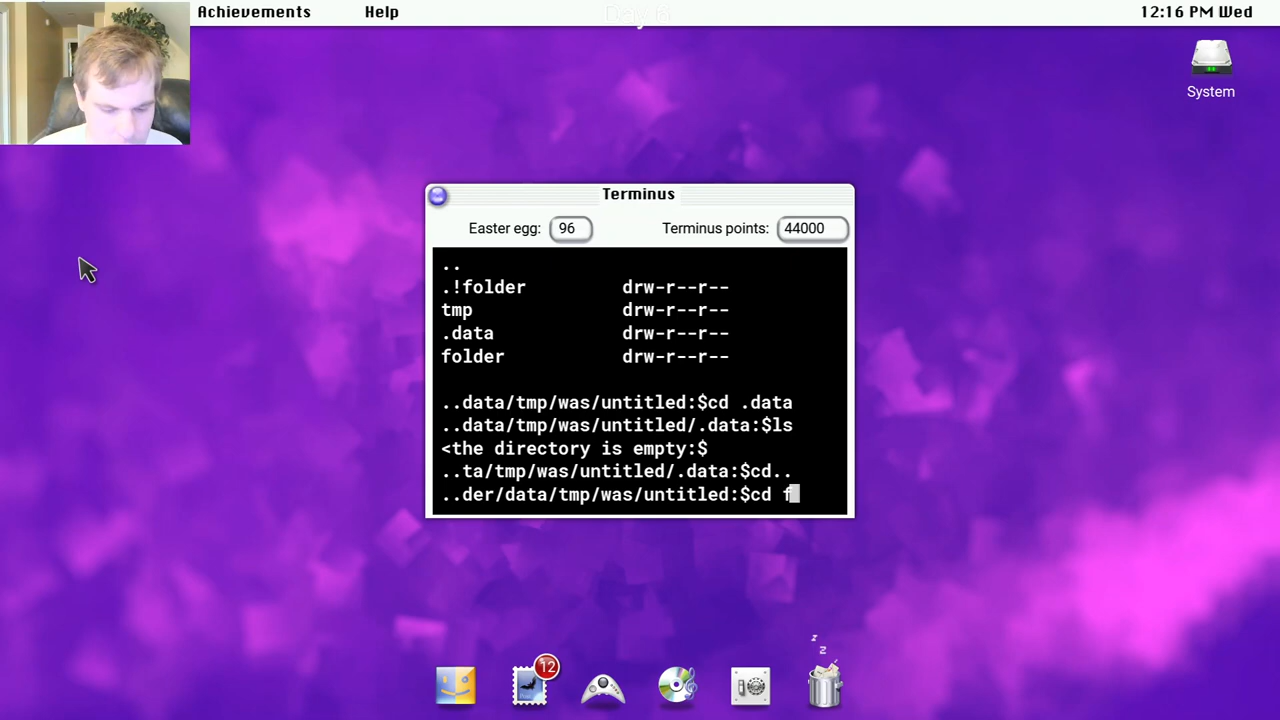 Achievements Help 12:16 PM Wed
System
Terminus
Easter egg: 96 Terminus points: 44000
..
.!folder drw-r--r--
tmp drw-r--r--
.data drw-r--r--
folder drw-r--r--
..data/tmp/was/untitled:$cd .data
..data/tmp/was/untitled/.data:$ls
<the directory is empty:$
..ta/tmp/was/untitled/.data:$cd..
..der/data/tmp/was/untitled:$cd f
z
z
12